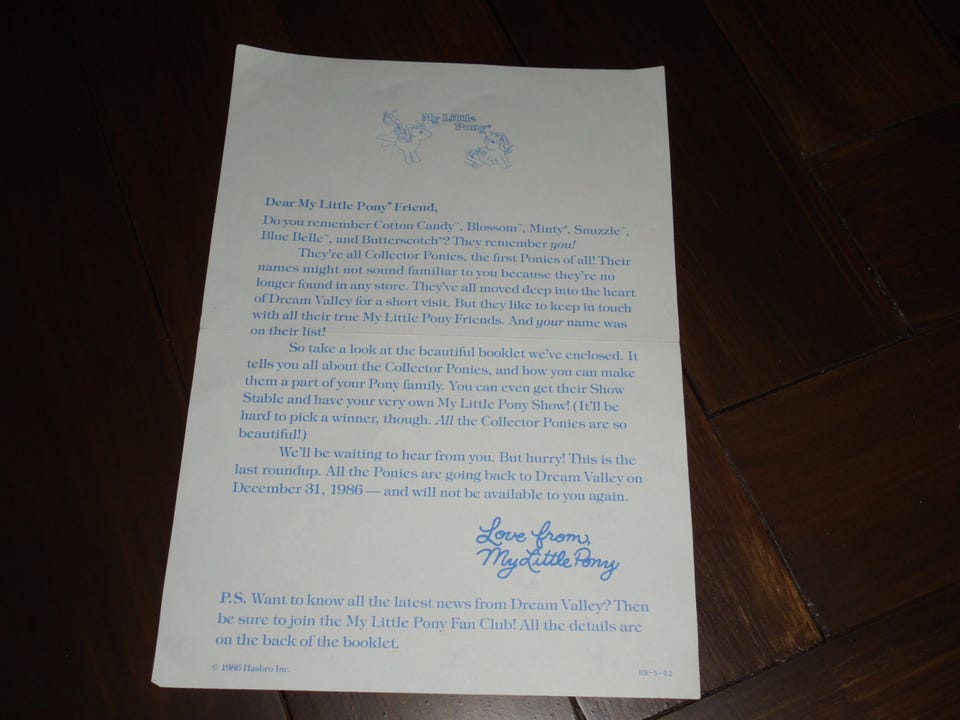 My Little
Pony®
Dear My Little Pony® Friend,
Do you remember Cotton Candy™, Blossom™, Minty®, Snuzzle™,
Blue Belle™, and Butterscotch™? They remember you!
They're all Collector Ponies, the first Ponies of all! Their
names might not sound familiar to you because they're no
longer found in any store. They've all moved deep into the heart
of Dream Valley for a short visit. But they like to keep in touch
with all their true My Little Pony Friends. And your name was
on their list!
So take a look at the beautiful booklet we've enclosed. It
tells you all about the Collector Ponies, and how you can make
them a part of your Pony family. You can even get their Show
Stable and have your very own My Little Pony Show! (It'll be
hard to pick a winner, though. All the Collector Ponies are so
beautiful!)
We'll be waiting to hear from you. But hurry! This is the
last roundup. All the Ponies are going back to Dream Valley on
December 31, 1986 — and will not be available to you again.
Love from,
My Little Pony
P.S. Want to know all the latest news from Dream Valley? Then
be sure to join the My Little Pony Fan Club! All the details are
on the back of the booklet.
© 1986 Hasbro Inc.
BB-5-02